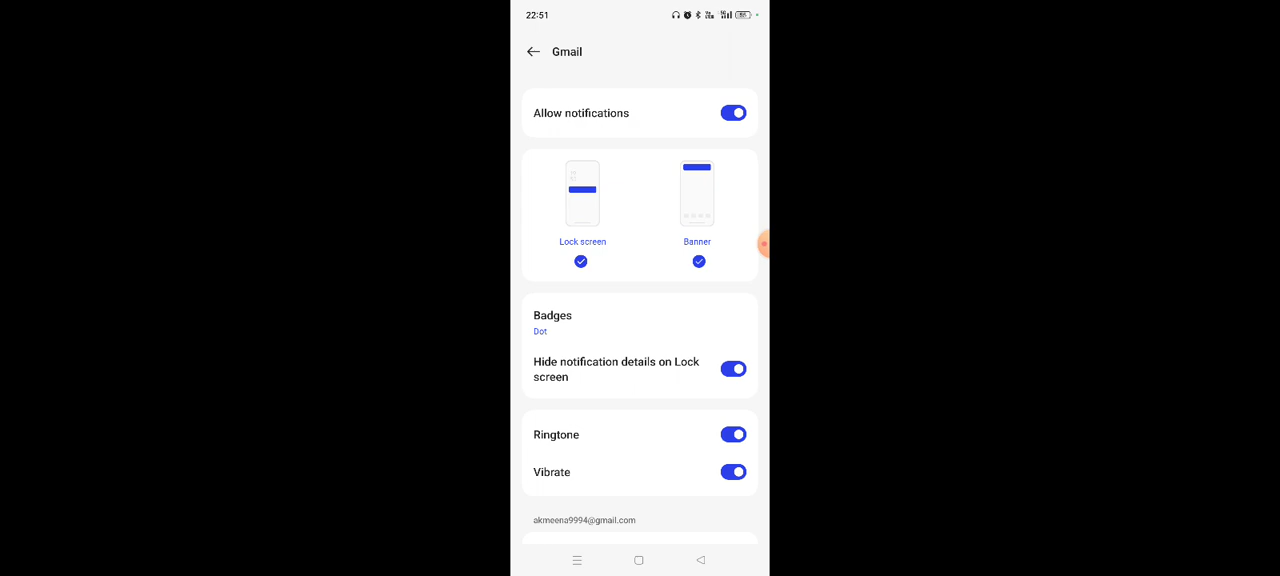 22:51
Gmail
Allow notifications
Lock screen
Banner
Badges
Dot
Hide notification details on Lock
screen
Ringtone
Vibrate
akmeena9994@gmail.com